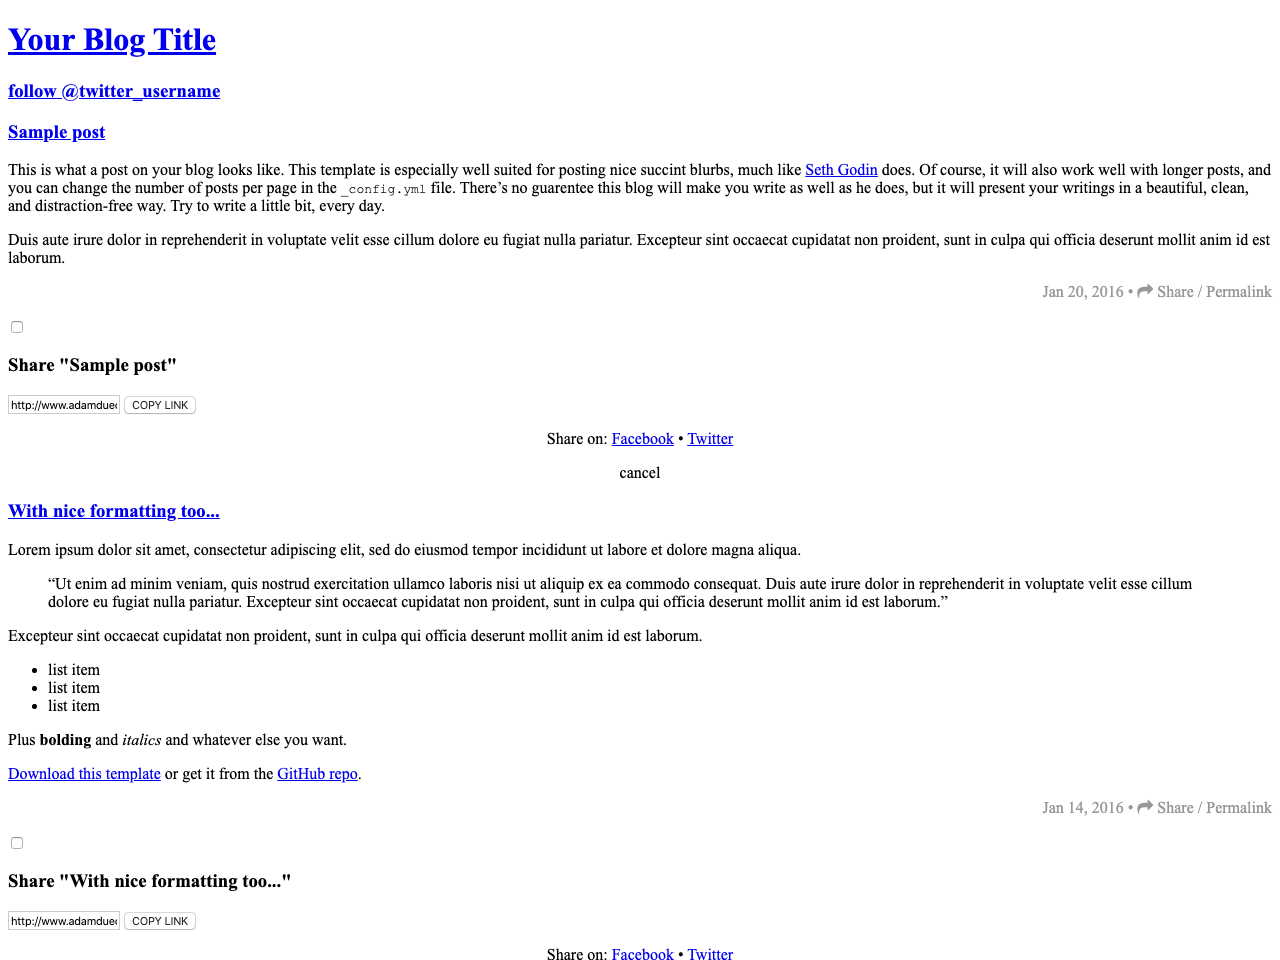 Your Blog Title
follow @twitter_username
Sample post
This is what a post on your blog looks like. This template is especially well suited for posting nice succint blurbs, much like Seth Godin does. Of course, it will also work well with longer posts, and
you can change the number of posts per page in the _config.yml file. There’s no guarentee this blog will make you write as well as he does, but it will present your writings in a beautiful, clean,
and distraction-free way. Try to write a little bit, every day.
Duis aute irure dolor in reprehenderit in voluptate velit esse cillum dolore eu fugiat nulla pariatur. Excepteur sint occaecat cupidatat non proident, sunt in culpa qui officia deserunt mollit anim id est
laborum.
Jan 20, 2016 • Share / Permalink
Share "Sample post"
http://www.adamdue COPY LINK
Share on: Facebook • Twitter
cancel
With nice formatting too...
Lorem ipsum dolor sit amet, consectetur adipiscing elit, sed do eiusmod tempor incididunt ut labore et dolore magna aliqua.
“Ut enim ad minim veniam, quis nostrud exercitation ullamco laboris nisi ut aliquip ex ea commodo consequat. Duis aute irure dolor in reprehenderit in voluptate velit esse cillum
dolore eu fugiat nulla pariatur. Excepteur sint occaecat cupidatat non proident, sunt in culpa qui officia deserunt mollit anim id est laborum.”
Excepteur sint occaecat cupidatat non proident, sunt in culpa qui officia deserunt mollit anim id est laborum.
• list item
• list item
• list item
Plus bolding and italics and whatever else you want.
Download this template or get it from the GitHub repo.
Jan 14, 2016 • Share / Permalink
Share "With nice formatting too..."
http://www.adamdue COPY LINK
Share on: Facebook • Twitter